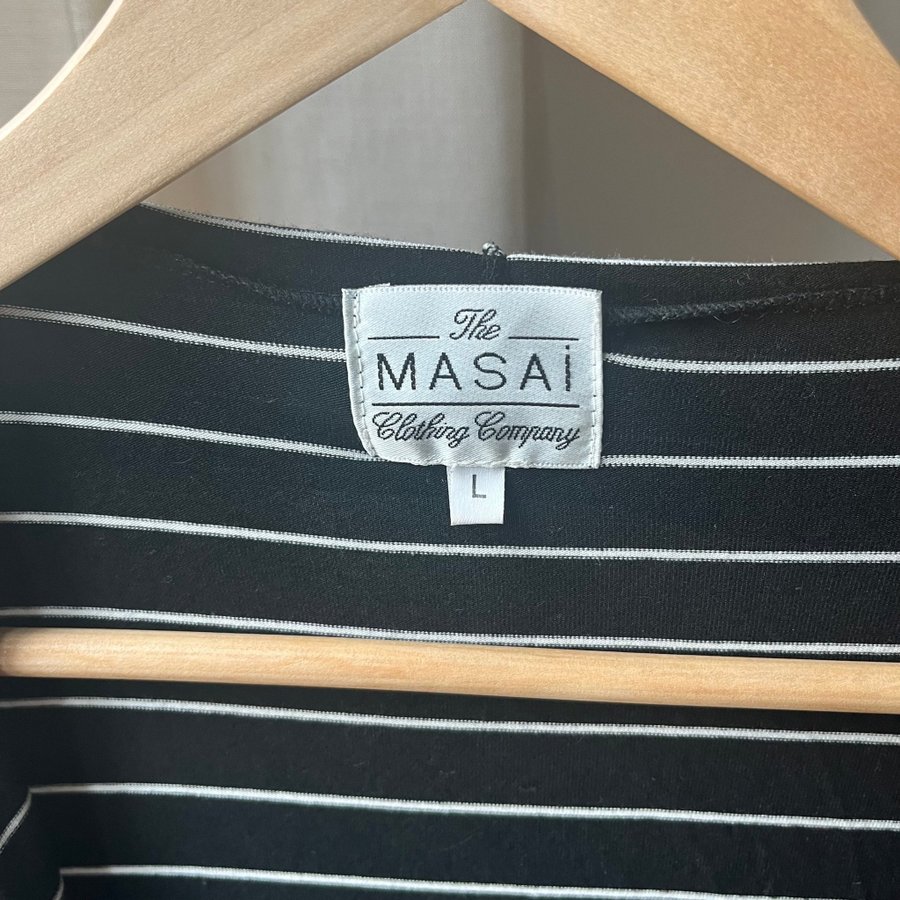 The
MASAi
Clothing Company
L